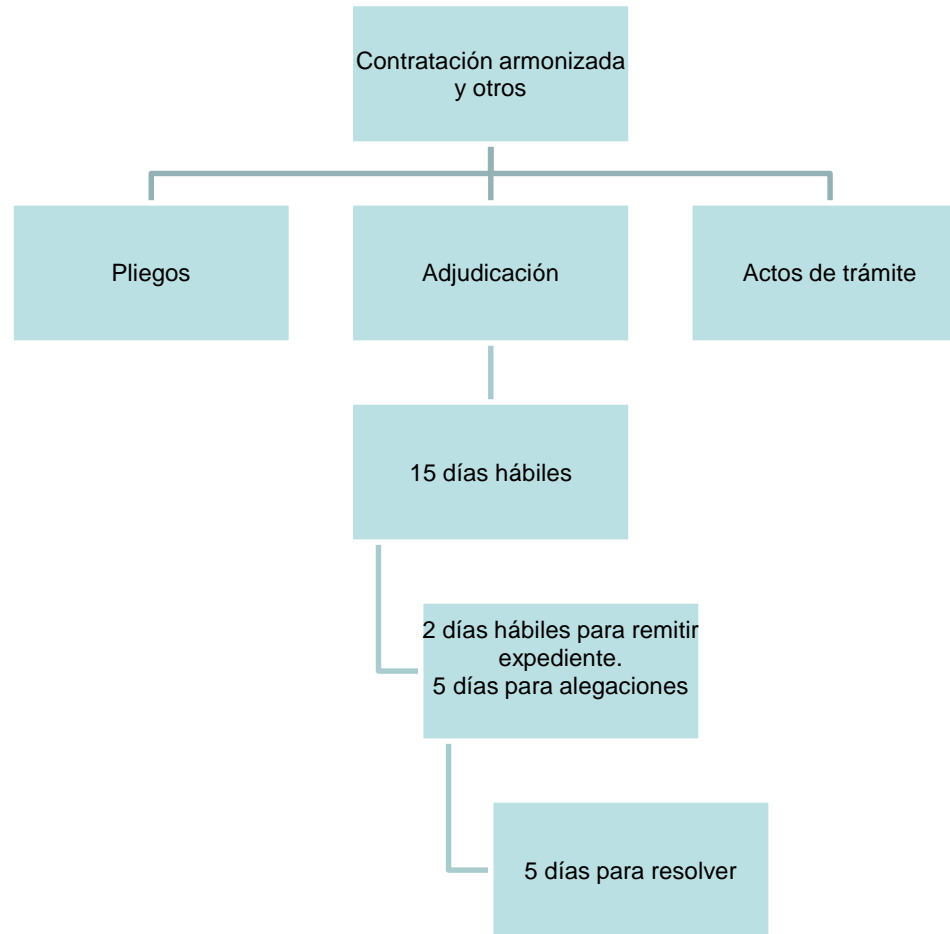 Contratación armonizada
y otros
Pliegos
Adjudicación
Actos de trámite
15 días hábiles
2 días hábiles para remitir
expediente.
5 días para alegaciones
5 días para resolver